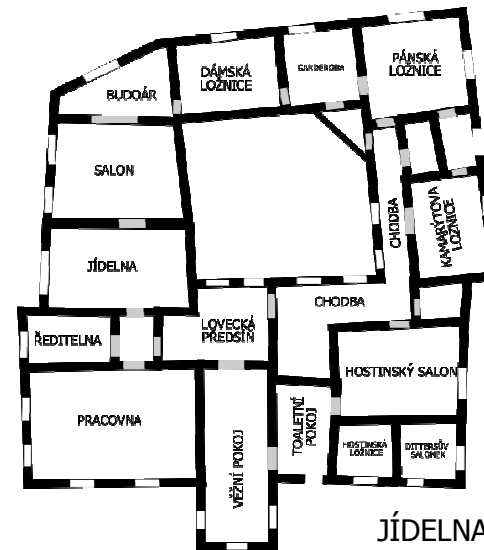 BUDOÁR
DÁMSKÁ
LOŽNICE
GARDEROBA
PÁNSKÁ
LOŽNICE
SALON
CHODBA
KAMARÝTOVA
LOŽNICE
JÍDELNA
CHODBA
LOVECKÁ
PŘEDSÍŇ
ŘEDITELNA
HOSTINSKÝ SALON
PRACOVNA
VĚŽNÍ POKOJ
TOALETNÍ
POKOJ
HOSTINSKÁ
LOŽNICE
DITTERSŮV
SALONEK
JÍDELNA